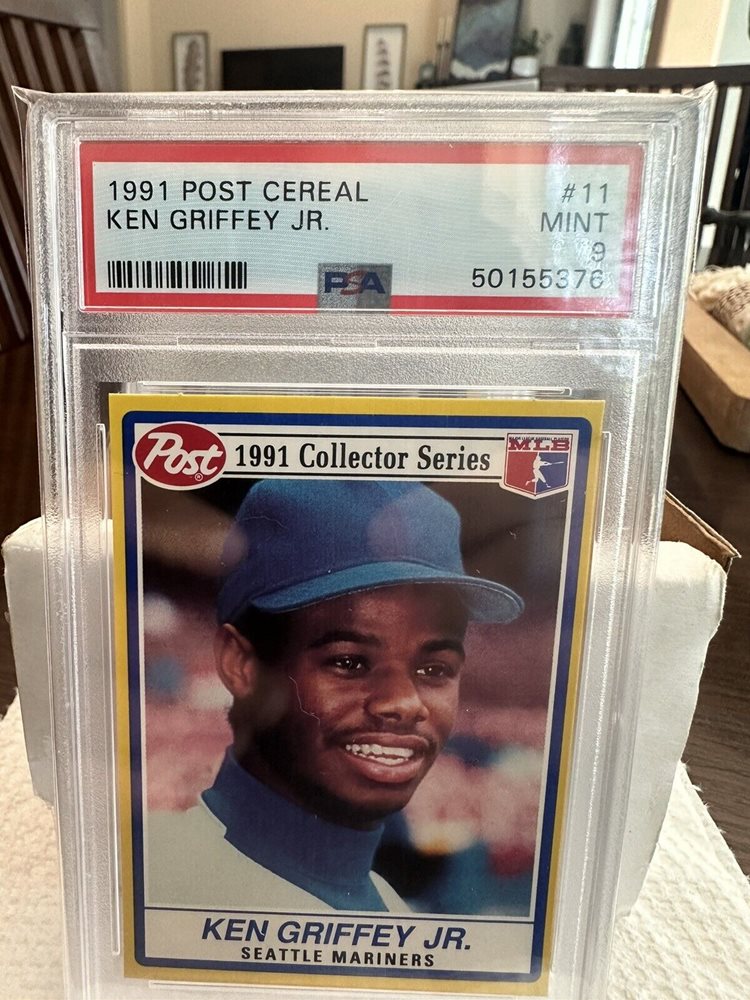 1991 POST CEREAL
#11
KEN GRIFFEY JR.
MINT
9
PSA
50155376
Post
1991 Collector Series
MLB
KEN GRIFFEY JR.
SEATTLE MARINERS